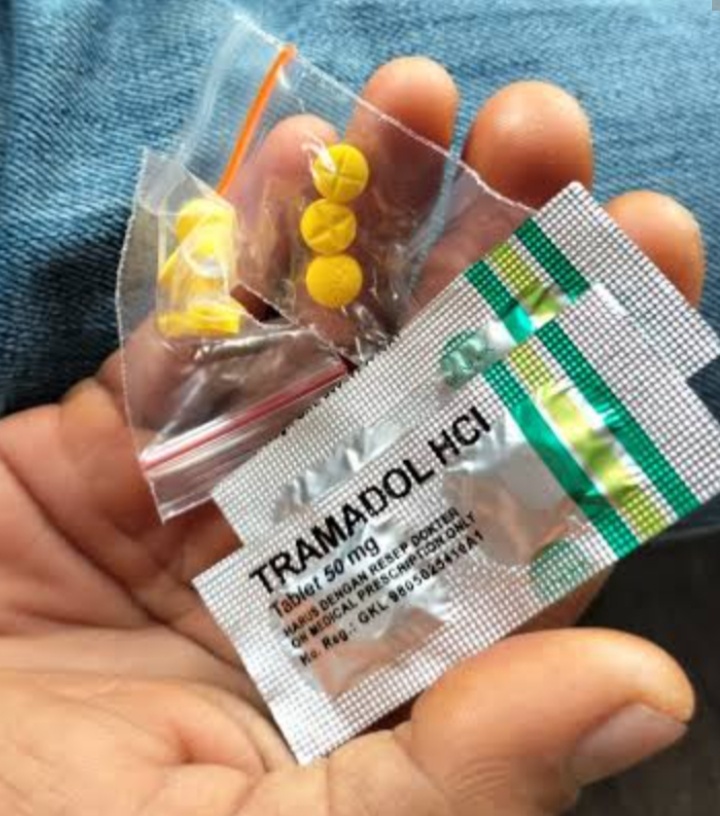 TRAMADOL HCl
Tablet 50 mg
HARUS DENGAN RESEP DOKTER
ON MEDICAL PRESCRIPTION ONLY
No. Reg.: GKL 9805025410A1